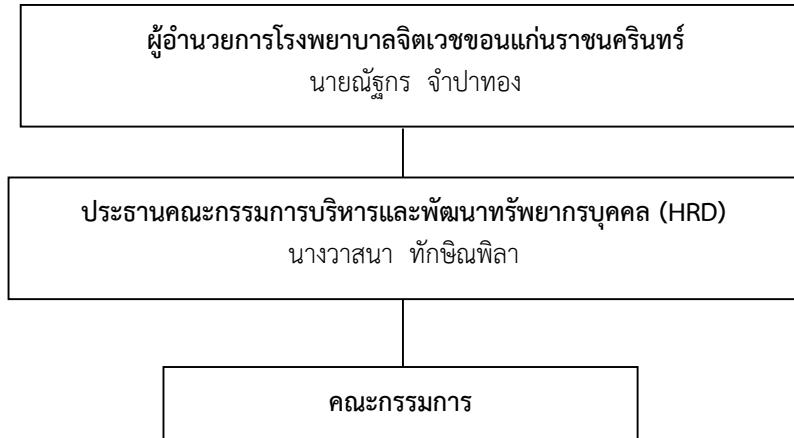 ผู้อำนวยการโรงพยาบาลจิตเวชขอนแก่นราชนครินทร์
นายณัฐกร จำปาทอง
ประธานคณะกรรมการบริหารและพัฒนาทรัพยากรบุคคล (HRD)
นางวาสนา ทักษิณพิลา
คณะกรรมการ